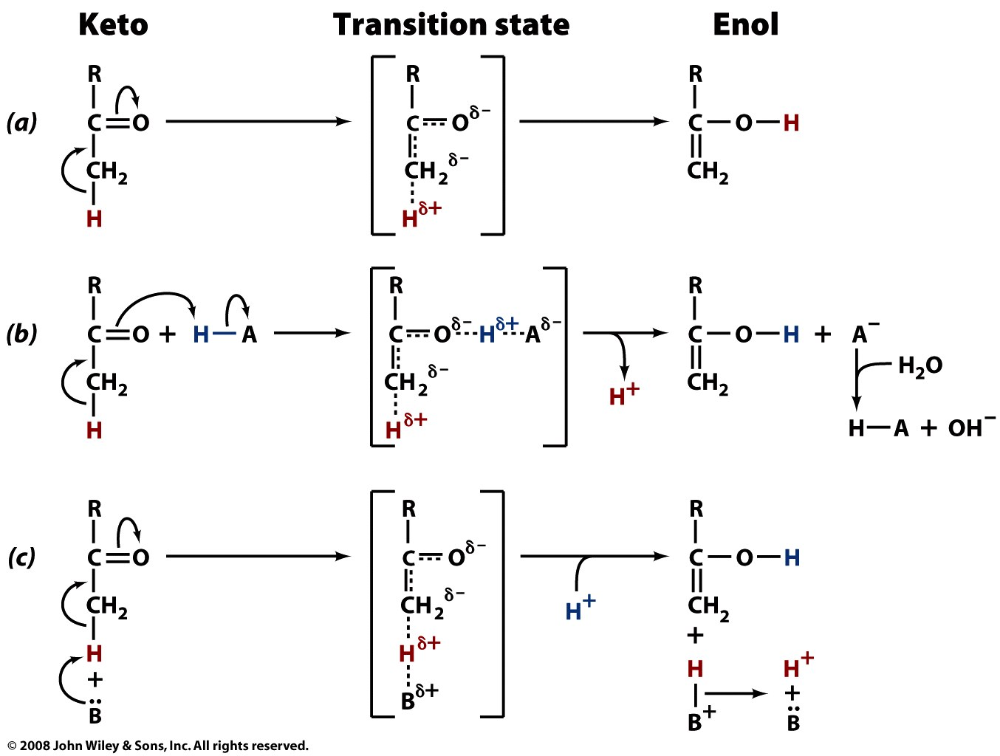 Keto Transition state Enol
R R R
(a) C O C O δ− C O H
CH2 CH2 δ− CH2
H H δ+
R R R
(b) C O + H A C O δ− H δ+ A δ− C O H + A−
CH2 CH2 δ− H+ CH2 H2O
H H δ+ H A + OH−
R R R
(c) C O C O δ− C O H
CH2 CH2 δ− H+ CH2
+
H H δ+ H H+
+ +
B B δ+ B+ B
© 2008 John Wiley & Sons, Inc. All rights reserved.